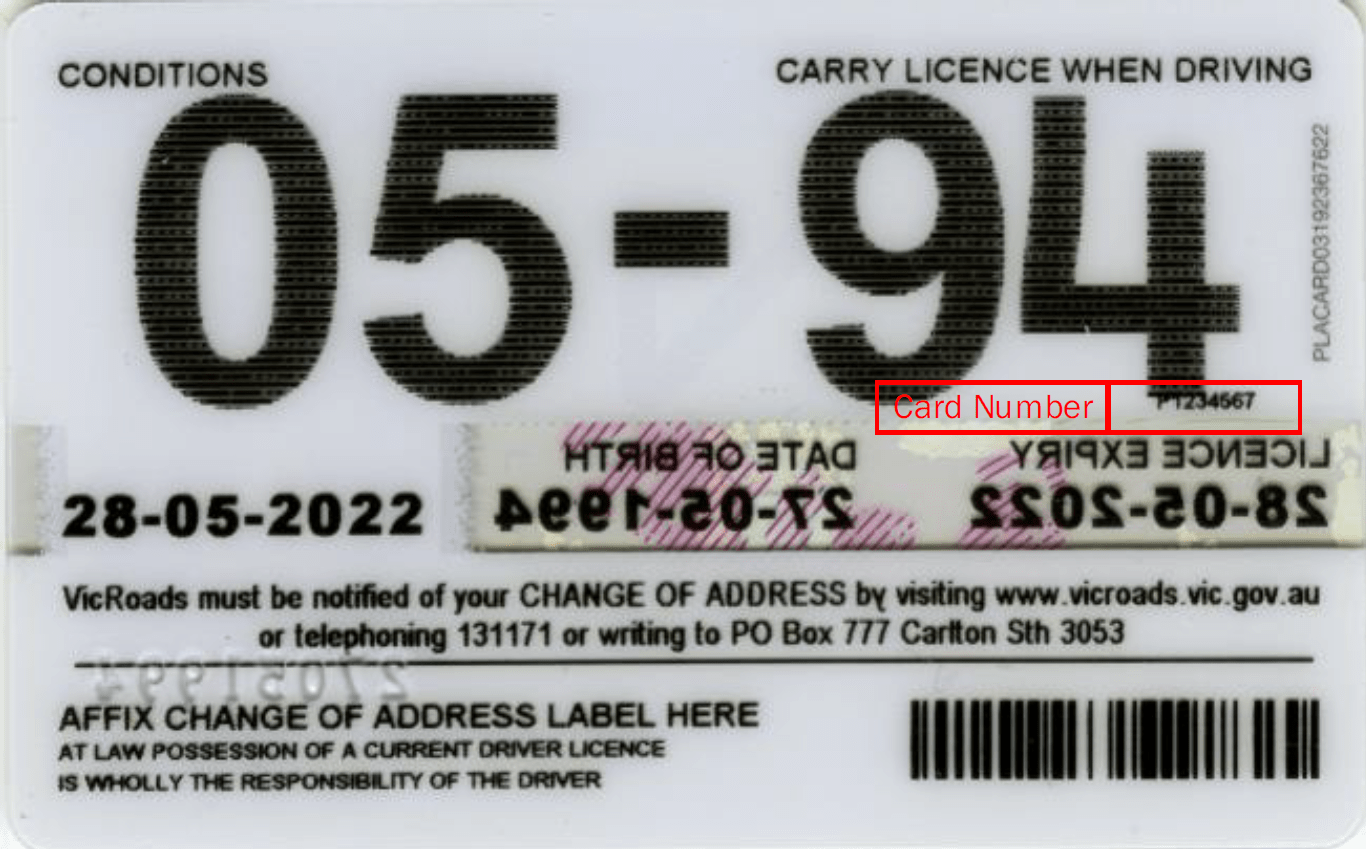 CONDITIONS
CARRY LICENCE WHEN DRIVING
05-94
PLACARD03192367622
Card Number
P1234567
LICENCE EXPIRY
DATE OF BIRTH
28-05-2022
27-05-1994
28-05-2022
VicRoads must be notified of your CHANGE OF ADDRESS by visiting www.vicroads.vic.gov.au
or telephoning 131171 or writing to PO Box 777 Carlton Sth 3053
27051994
AFFIX CHANGE OF ADDRESS LABEL HERE
AT LAW POSSESSION OF A CURRENT DRIVER LICENCE
IS WHOLLY THE RESPONSIBILITY OF THE DRIVER